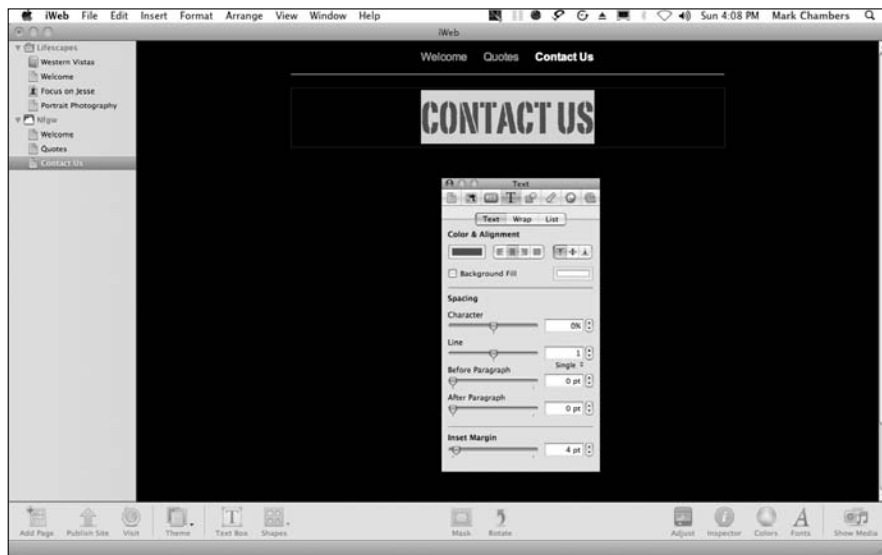 iWeb File Edit Insert Format Arrange View Window Help Sun 4:08 PM Mark Chambers
iWeb
Lifescapes
Western Vistas
Welcome
Focus on Jesse
Portrait Photography
Welcome
Quotes
Contact Us
Welcome Quotes Contact Us
CONTACT US
Text
Text Wrap List
Color & Alignment
Background Fill
Spacing
Character
0%
Line
1
Single
Before Paragraph
0 pt
After Paragraph
0 pt
Inset Margin
4 pt
Add Page Publish Site Visit Theme Text Box Shapes Mask Rotate Adjust Inspector Colors Fonts Show Media